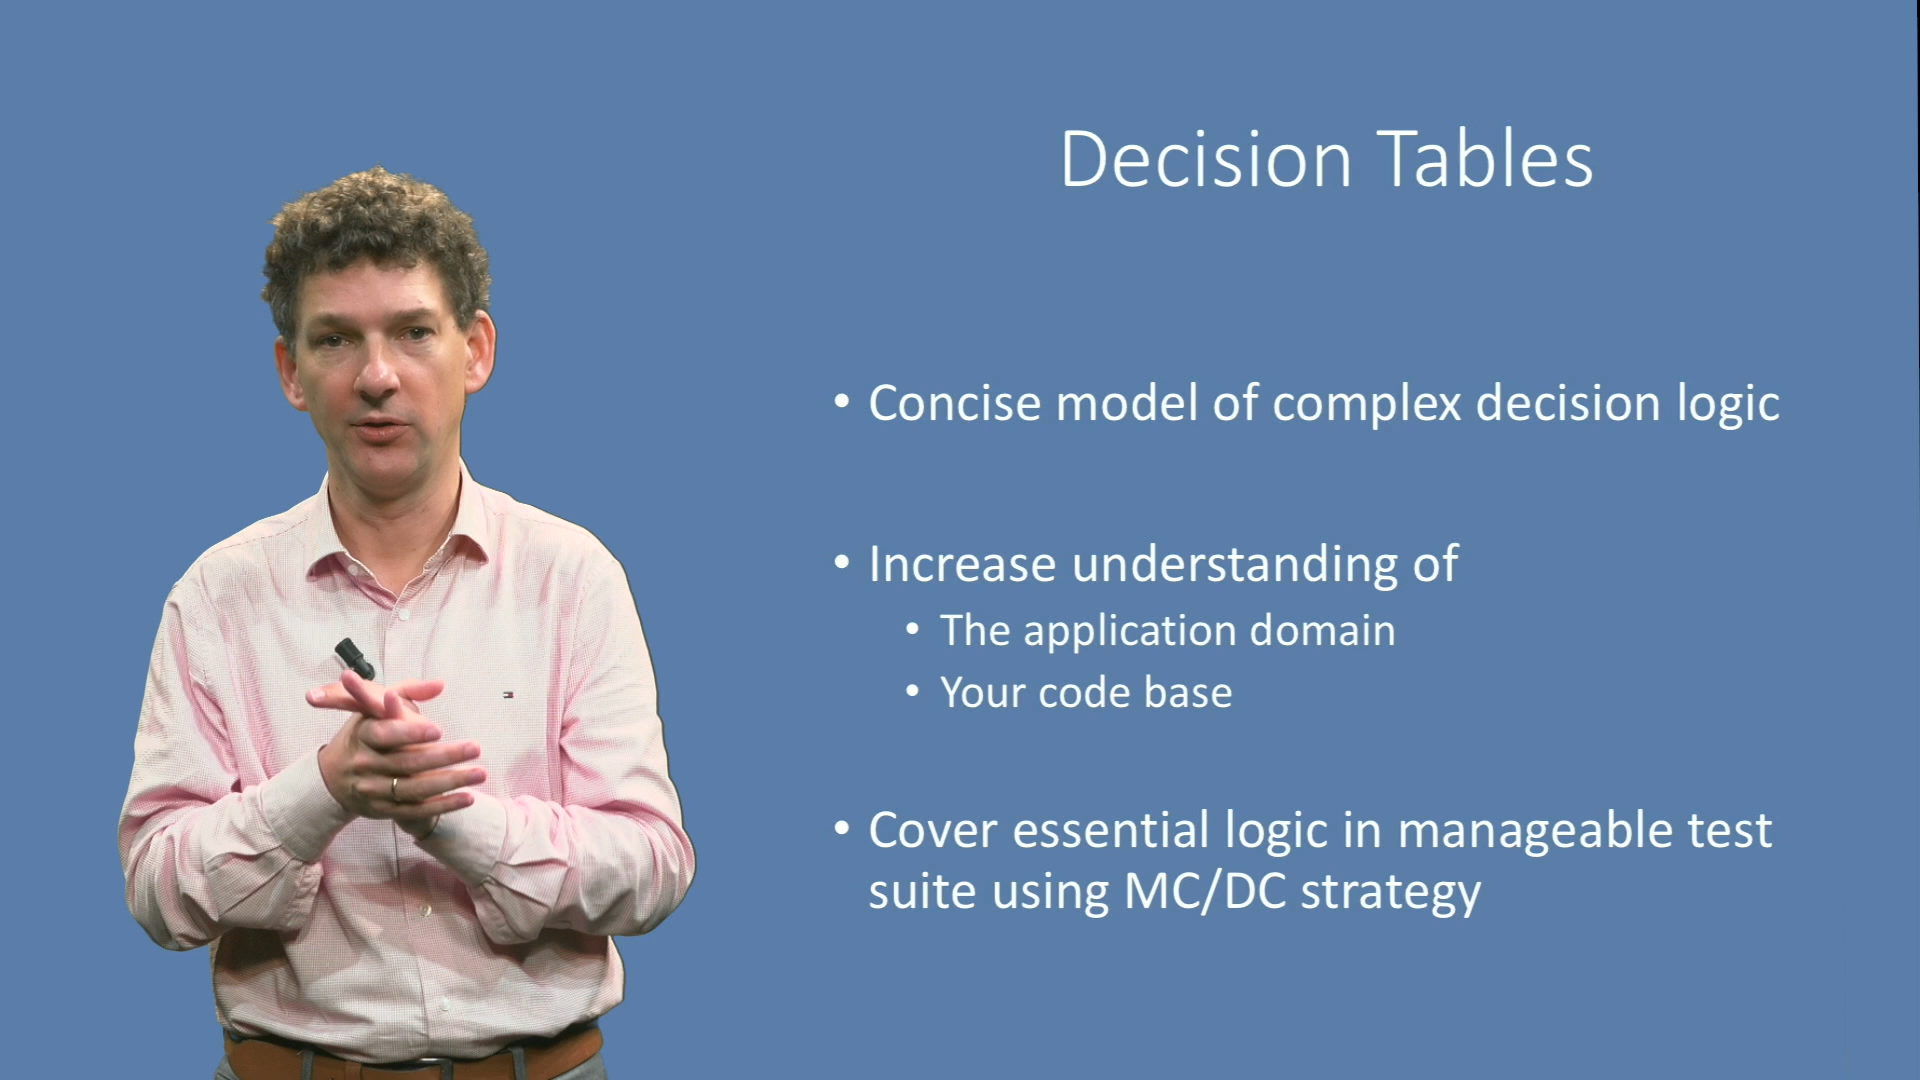 Decision Tables
• Concise model of complex decision logic
• Increase understanding of
• The application domain
• Your code base
• Cover essential logic in manageable test
suite using MC/DC strategy